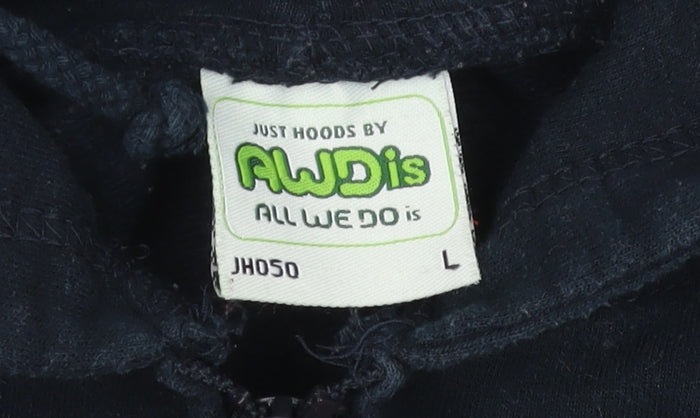 JUST HOODS BY
AWDis
ALL WE DO is
JH050 L